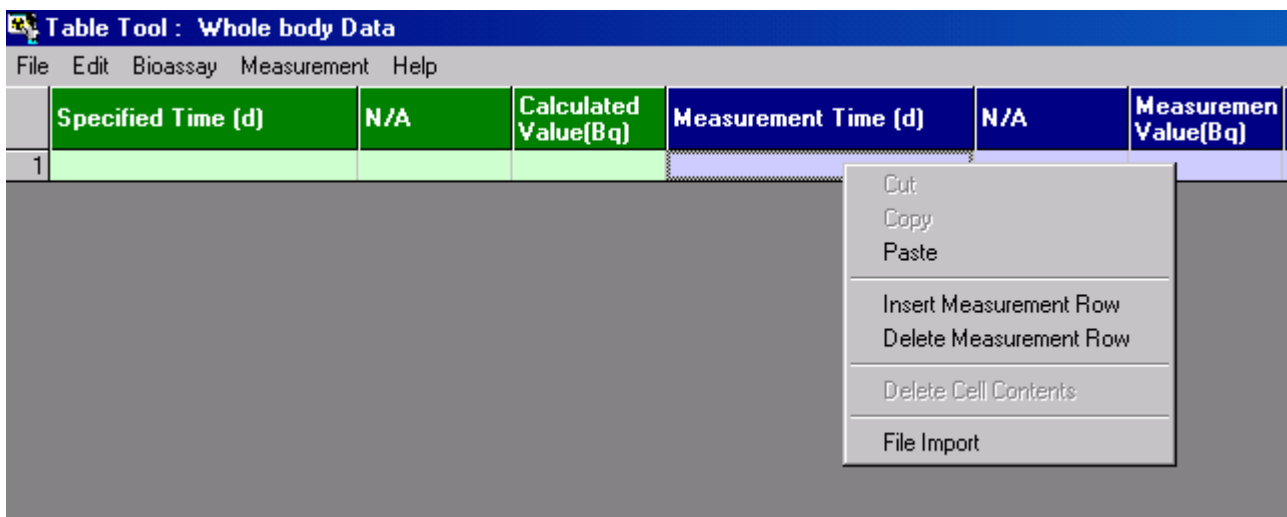 Table Tool :  Whole body Data
File Edit Bioassay Measurement Help
Specified Time (d) N/A Calculated Value(Bq) Measurement Time (d) N/A Measuremen Value(Bq)
1
Cut
Copy
Paste
Insert Measurement Row
Delete Measurement Row
Delete Cell Contents
File Import